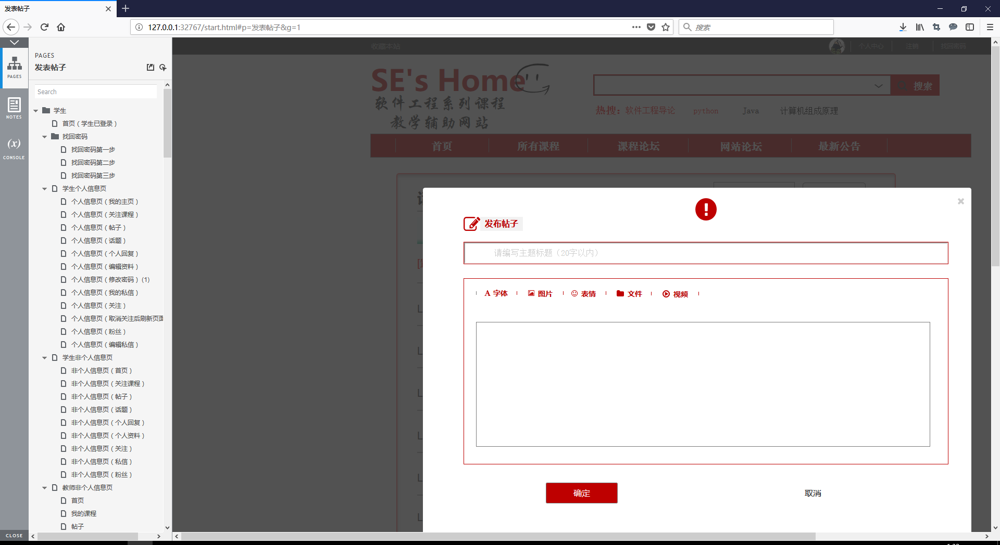 发表帖子
127.0.0.1:32767/start.html#p=发表帖子&g=1
搜索
PAGES
NOTES
(x)
CONSOLE
CLOSE
PAGES
发表帖子
Search
学生
首页（学生已登录）
找回密码
找回密码第一步
找回密码第二步
找回密码第三步
学生个人信息页
个人信息页（我的主页）
个人信息页（关注课程）
个人信息页（帖子）
个人信息页（话题）
个人信息页（个人回复）
个人信息页（编辑资料）
个人信息页（修改密码）(1)
个人信息页（我的私信）
个人信息页（关注）
个人信息页（取消关注后刷新页面
个人信息页（粉丝）
个人信息页（编辑私信）
学生非个人信息页
非个人信息页（首页）
非个人信息页（关注课程）
非个人信息页（帖子）
非个人信息页（话题）
非个人信息页（个人回复）
非个人信息页（个人资料）
非个人信息页（关注）
非个人信息页（私信）
非个人信息页（粉丝）
教师非个人信息页
首页
我的课程
帖子
收藏本站
个人中心
注销
找回密码
SE's Home
软件工程系列课程
教学辅助网站
搜索
热搜：软件工程导论 python Java 计算机组成原理
首页 所有课程 课程论坛 网站论坛 最新公告
发布帖子
请编写主题标题（20字以内）
A 字体 图片 表情 文件 视频
确定 取消